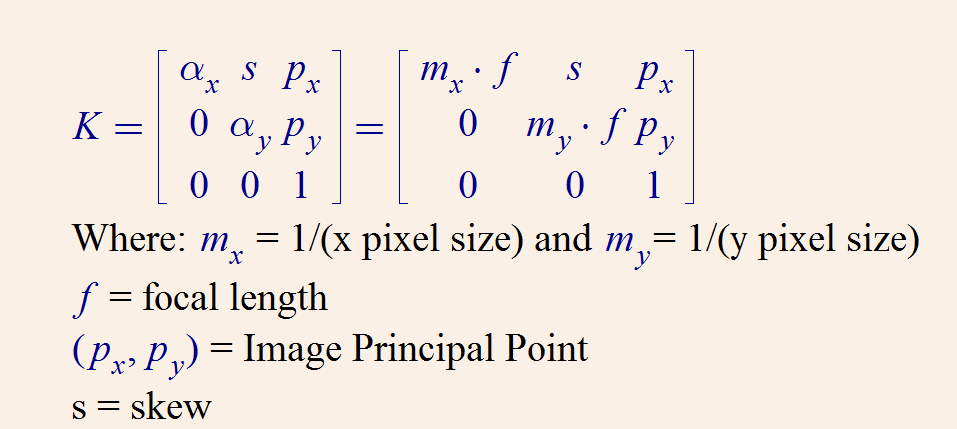 K = [ αx s px ; 0 αy py ; 0 0 1 ] = [ mx · f s px ; 0 my · f py ; 0 0 1 ]
Where: mx = 1/(x pixel size) and my= 1/(y pixel size)
f = focal length
(px, py) = Image Principal Point
s = skew